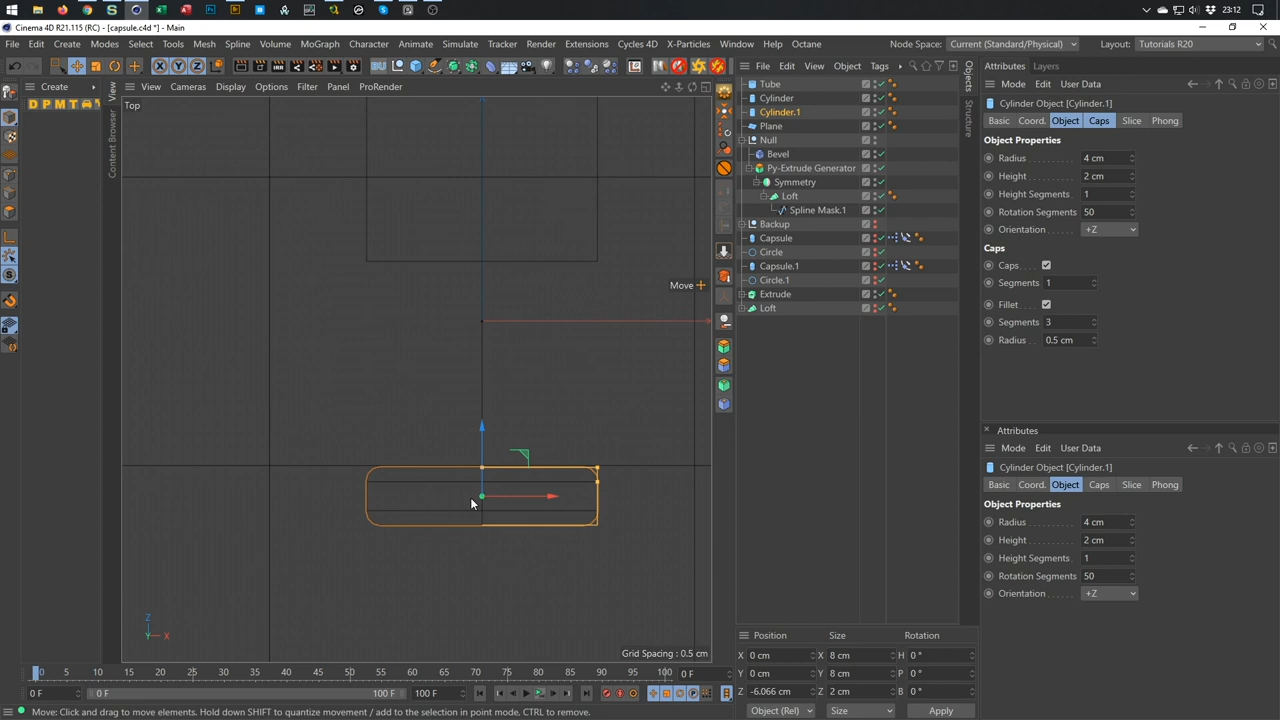 23:12
Cinema 4D R21.115 (RC) - [capsule.c4d *] - Main
File Edit Create Modes Select Tools Mesh Spline Volume MoGraph Character Animate Simulate Tracker Render Extensions Cycles 4D X-Particles Window Help Octane Node Space: Current (Standard/Physical) Layout: Tutorials R20
X Y Z
Create
D P M T
View
Content Browser
View Cameras Display Options Filter Panel ProRender
Top
Move
Grid Spacing : 0.5 cm
Z
Y X
File Edit View Object Tags
Objects
Structure
Tube
Cylinder
Cylinder.1
Plane
Null
Bevel
Py-Extrude Generator
Symmetry
Loft
Spline Mask.1
Backup
Capsule
Circle
Capsule.1
Circle.1
Extrude
Loft
Attributes Layers
Mode Edit User Data
Cylinder Object [Cylinder.1]
Basic Coord. Object Caps Slice Phong
Object Properties
Radius 4 cm
Height 2 cm
Height Segments 1
Rotation Segments 50
Orientation +Z
Caps
Caps
Segments 1
Fillet
Segments 3
Radius 0.5 cm
Attributes
Mode Edit User Data
Cylinder Object [Cylinder.1]
Basic Coord. Object Caps Slice Phong
Object Properties
Radius 4 cm
Height 2 cm
Height Segments 1
Rotation Segments 50
Orientation +Z
Position Size Rotation
X 0 cm X 8 cm H 0 °
Y 0 cm Y 8 cm P 0 °
Z -6.066 cm Z 2 cm B 0 °
Object (Rel) Size Apply
0 5 10 15 20 25 30 35 40 45 50 55 60 65 70 75 80 85 90 95 100 0 F
0 F 0 F 100 F 100 F
Move: Click and drag to move elements. Hold down SHIFT to quantize movement / add to the selection in point mode. CTRL to remove.